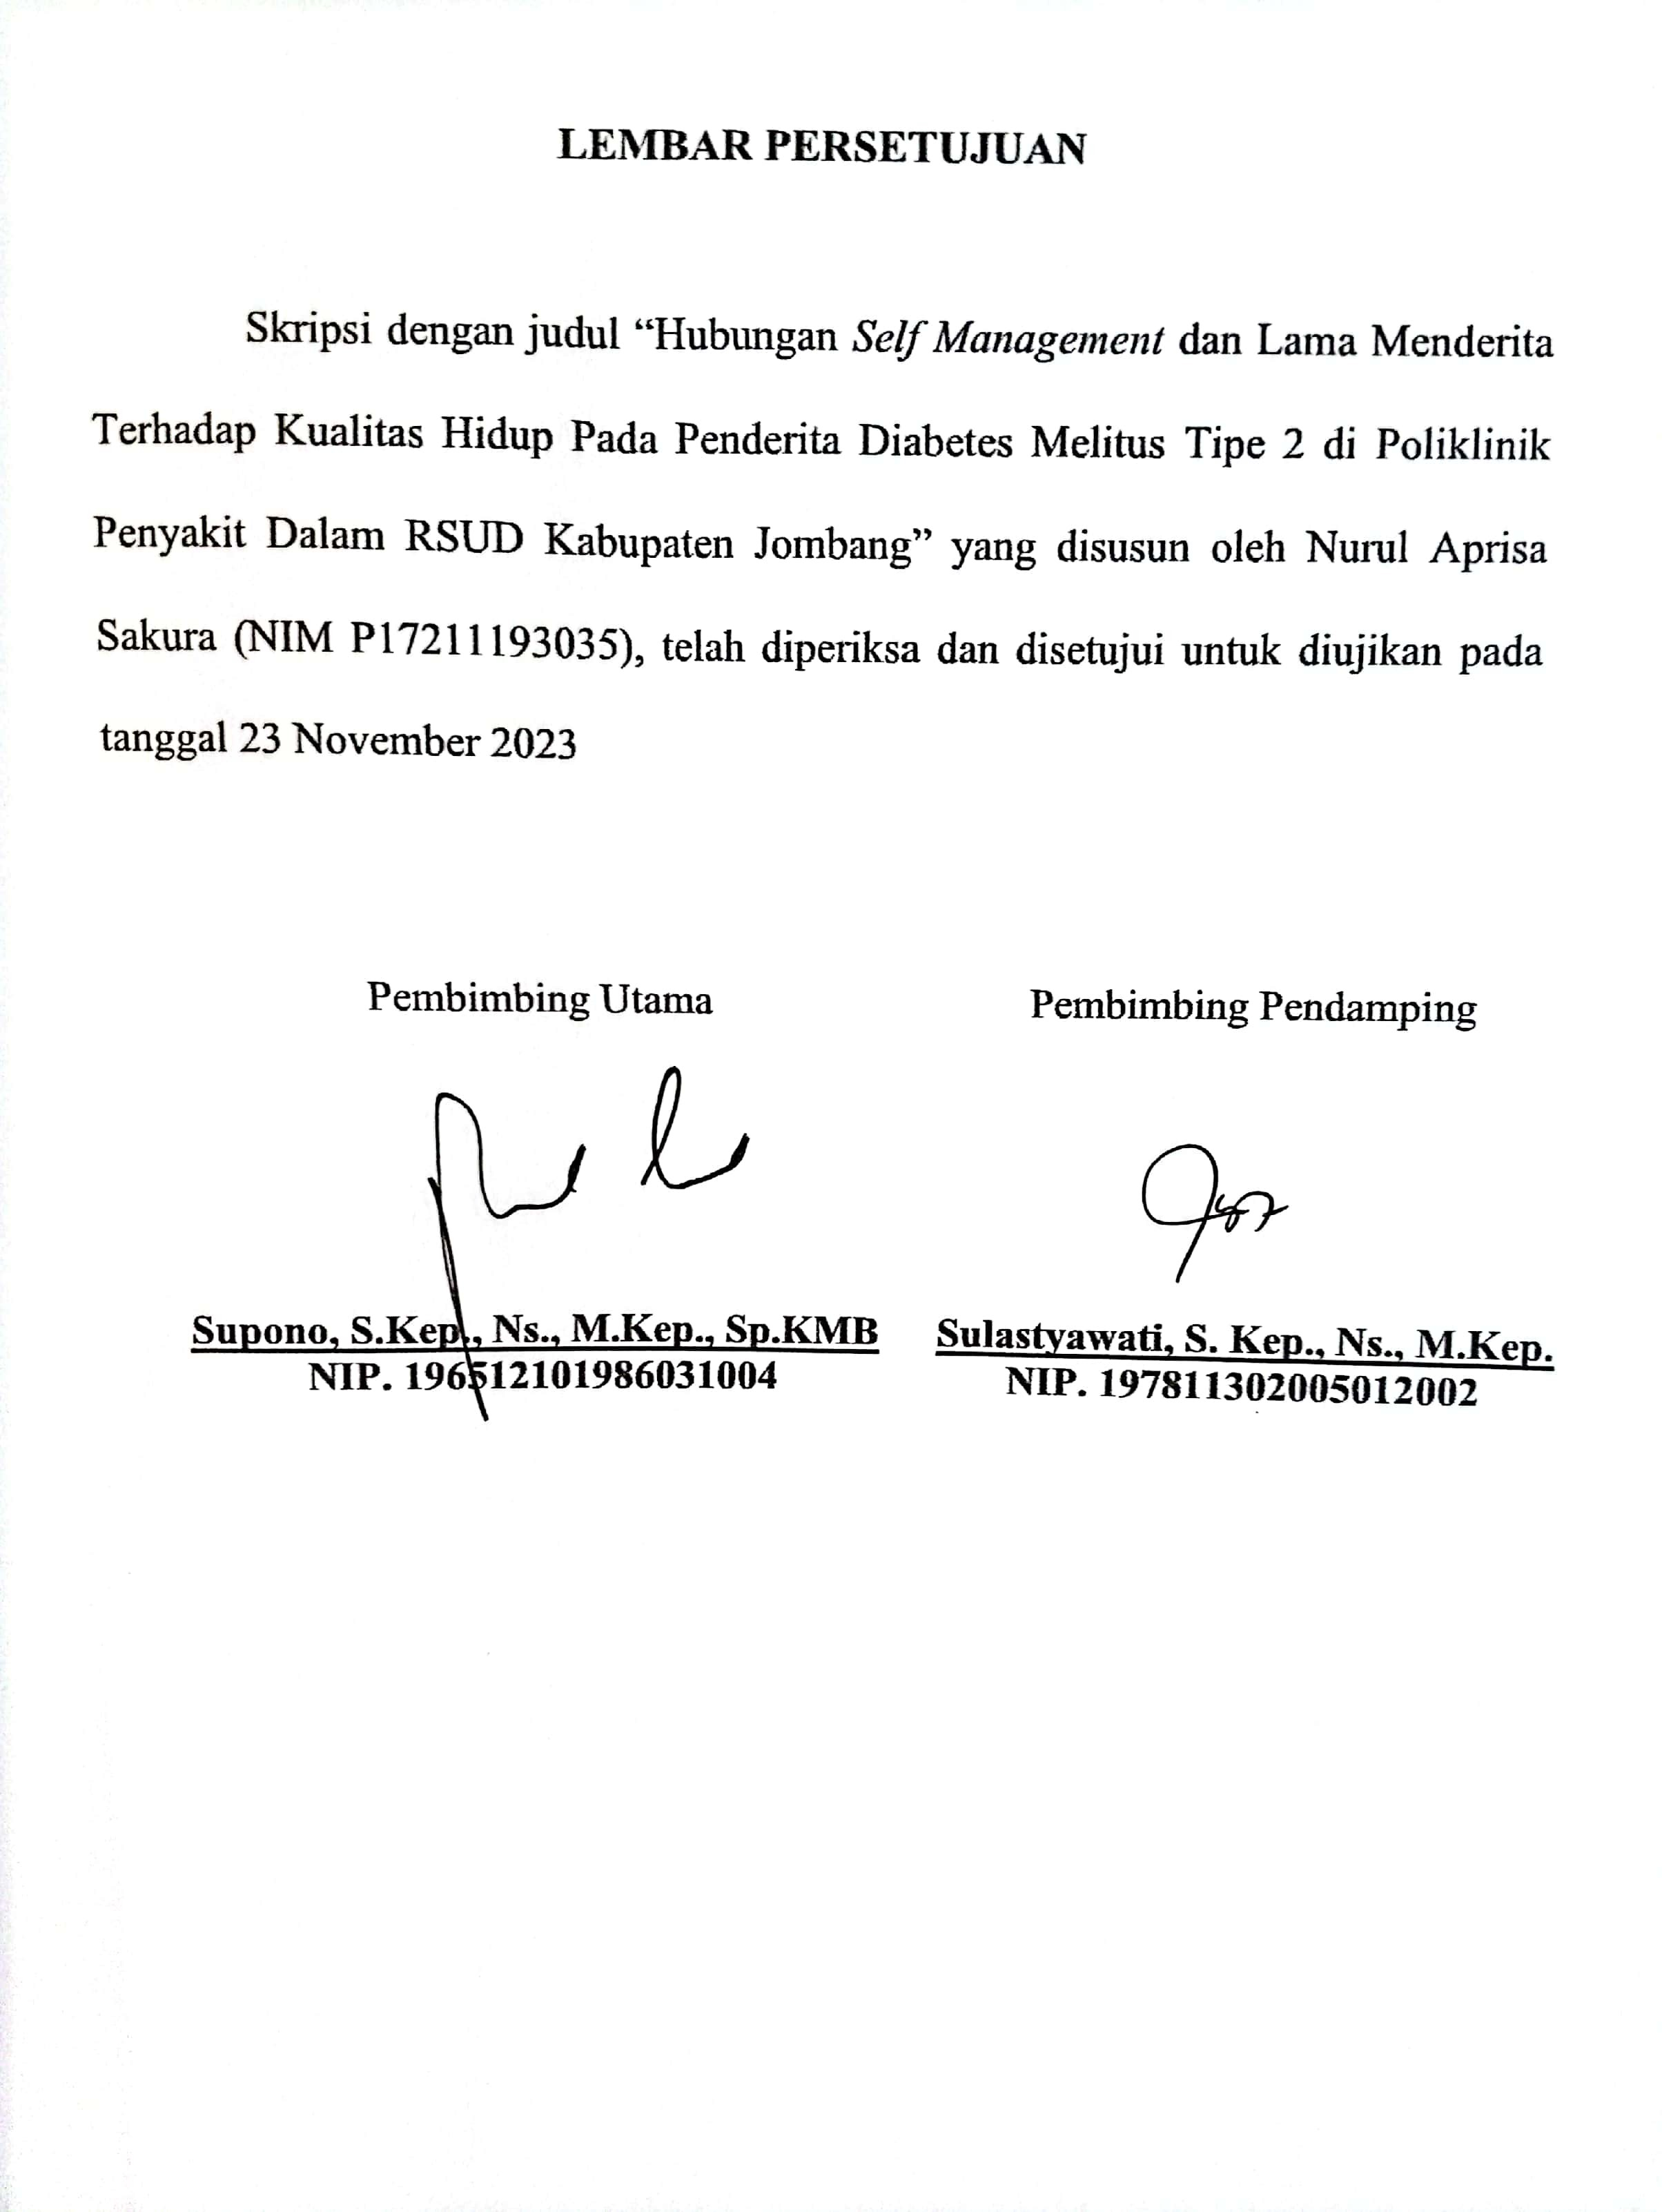 LEMBAR PERSETUJUAN
Skripsi dengan judul “Hubungan Self Management dan Lama Menderita
Terhadap Kualitas Hidup Pada Penderita Diabetes Melitus Tipe 2 di Poliklinik
Penyakit Dalam RSUD Kabupaten Jombang” yang disusun oleh Nurul Aprisa
Sakura (NIM P17211193035), telah diperiksa dan disetujui untuk diujikan pada
tanggal 23 November 2023
Pembimbing Utama
Pembimbing Pendamping
Supono, S.Kep., Ns., M.Kep., Sp.KMB
NIP. 196512101986031004
Sulastyawati, S. Kep., Ns., M.Kep.
NIP. 197811302005012002